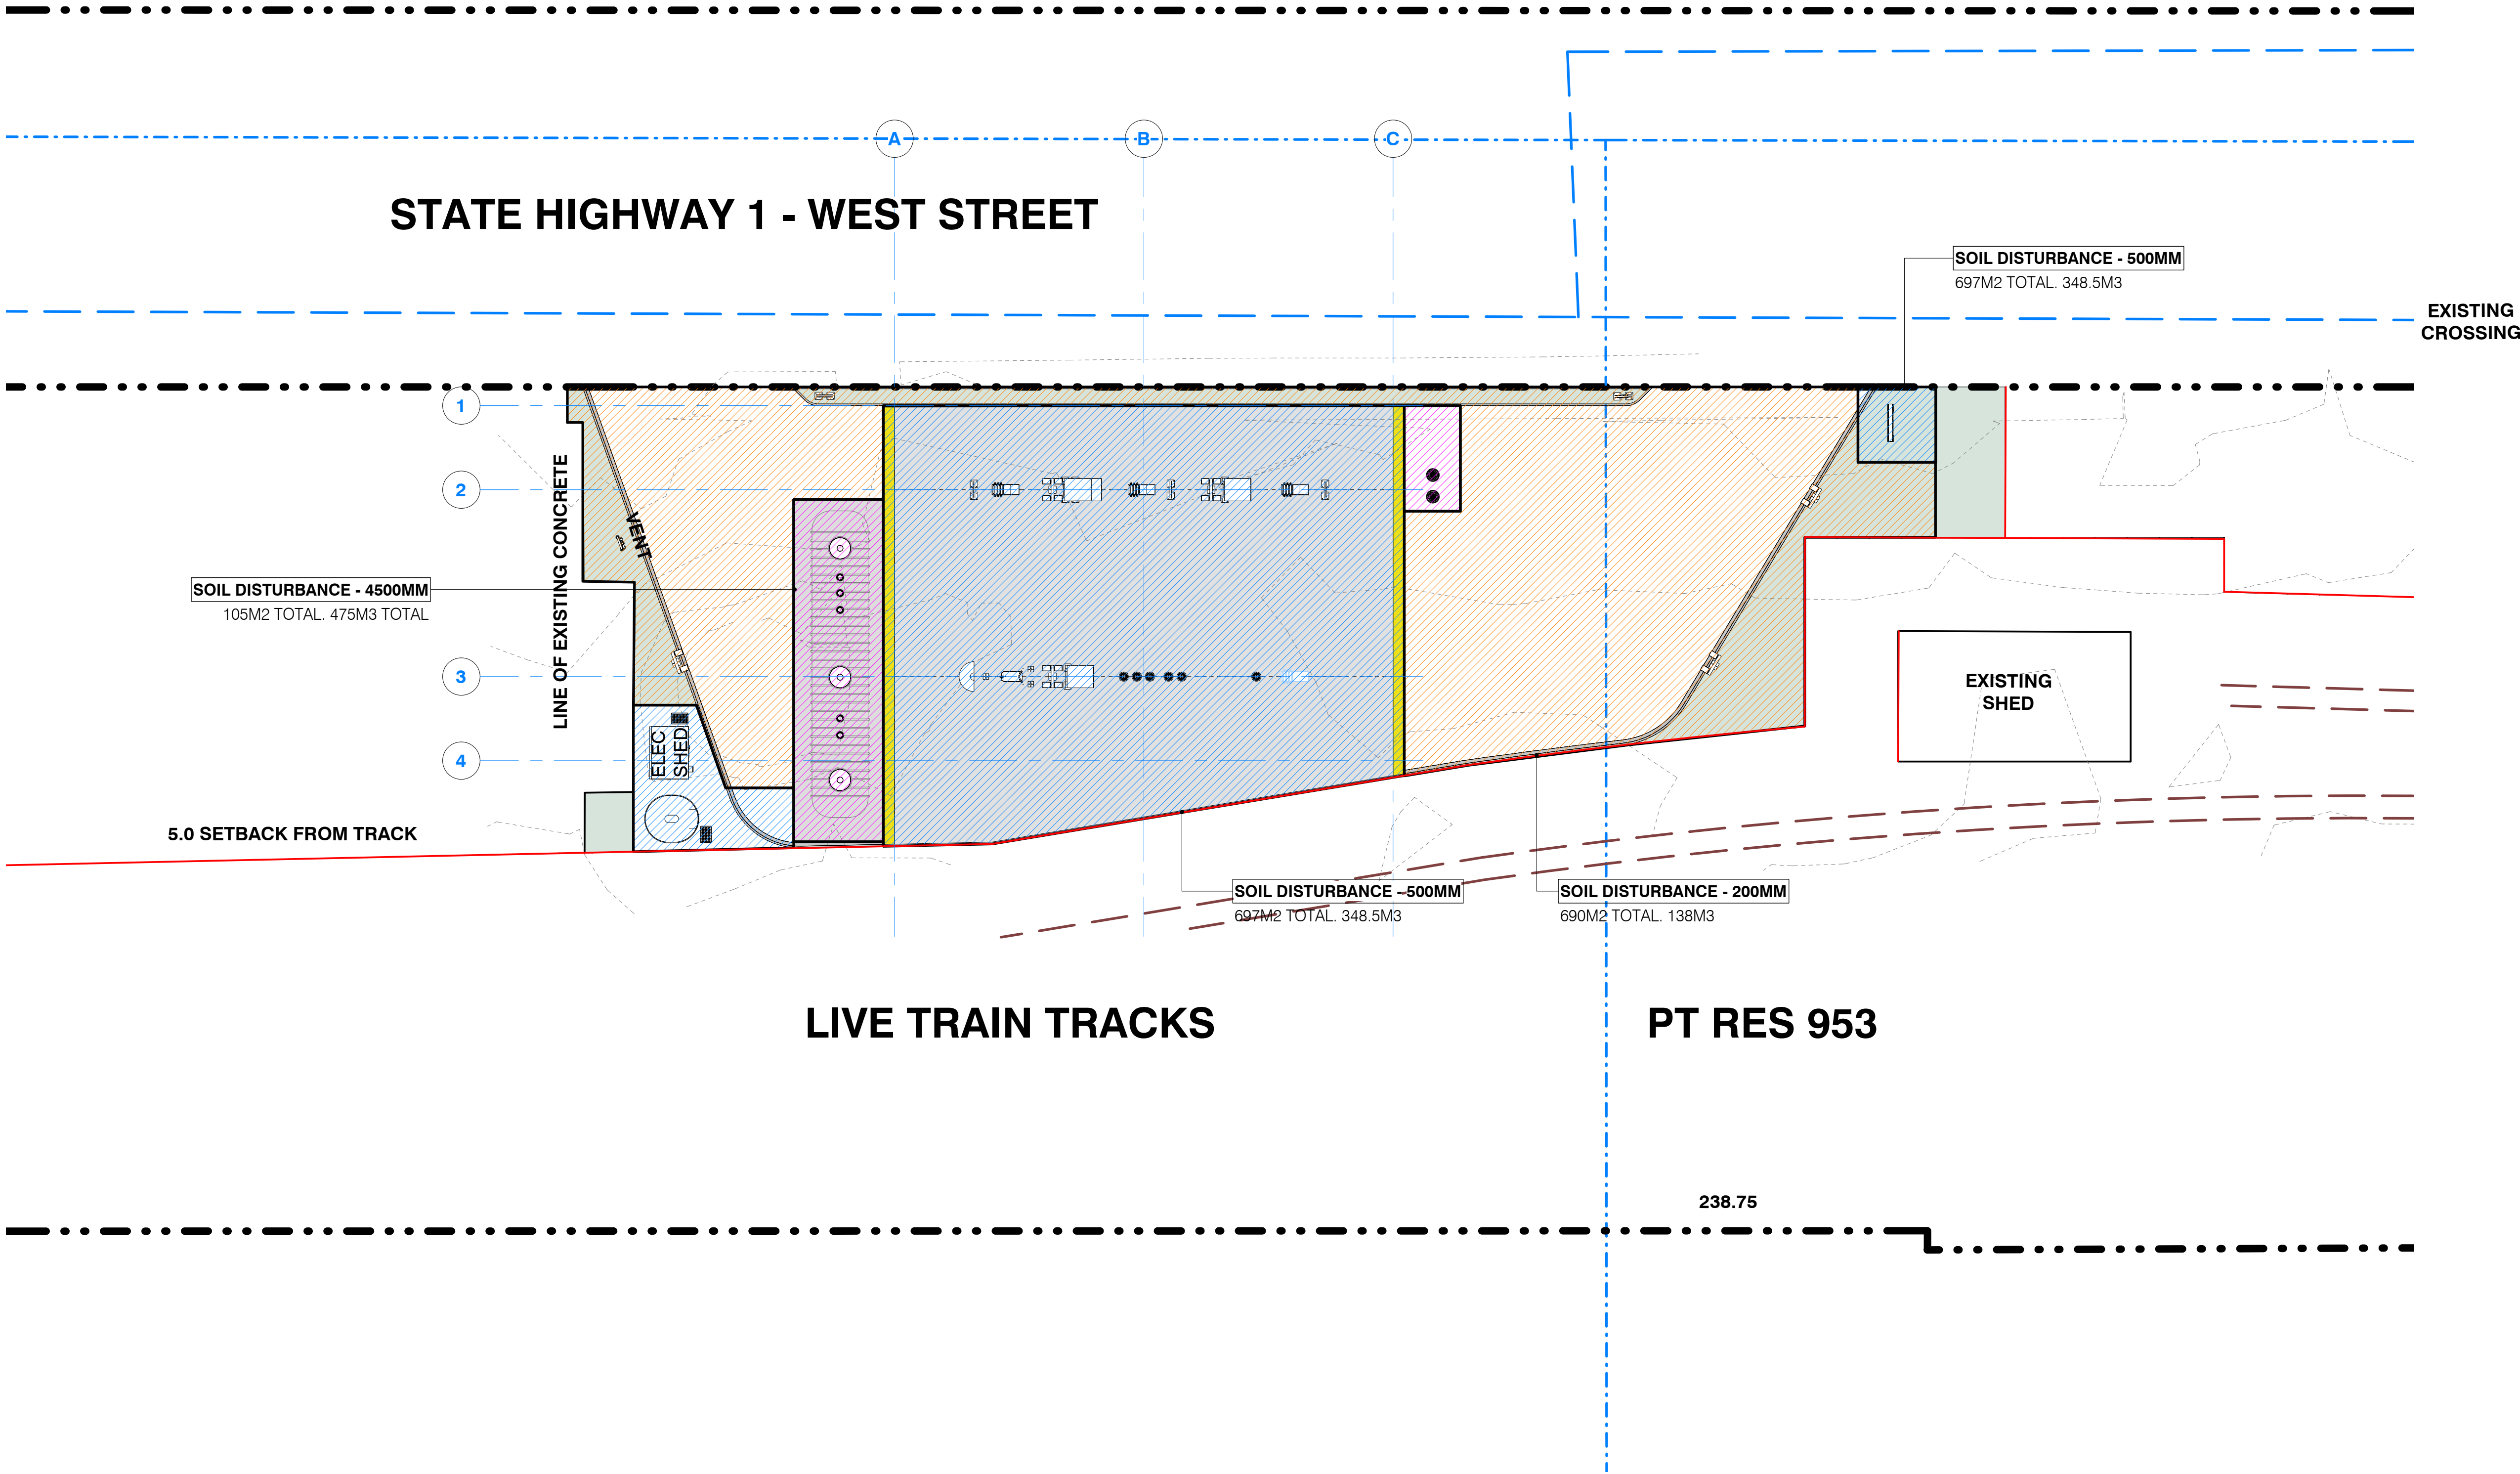 A
B
C
STATE HIGHWAY 1 - WEST STREET
SOIL DISTURBANCE - 500MM
697M2 TOTAL. 348.5M3
EXISTING
CROSSING
1
2
3
4
LINE OF EXISTING CONCRETE
VENT
SOIL DISTURBANCE - 4500MM
105M2 TOTAL. 475M3 TOTAL
EXISTING
SHED
ELEC
SHED
5.0 SETBACK FROM TRACK
SOIL DISTURBANCE - 500MM
697M2 TOTAL. 348.5M3
SOIL DISTURBANCE - 200MM
690M2 TOTAL. 138M3
LIVE TRAIN TRACKS
PT RES 953
238.75